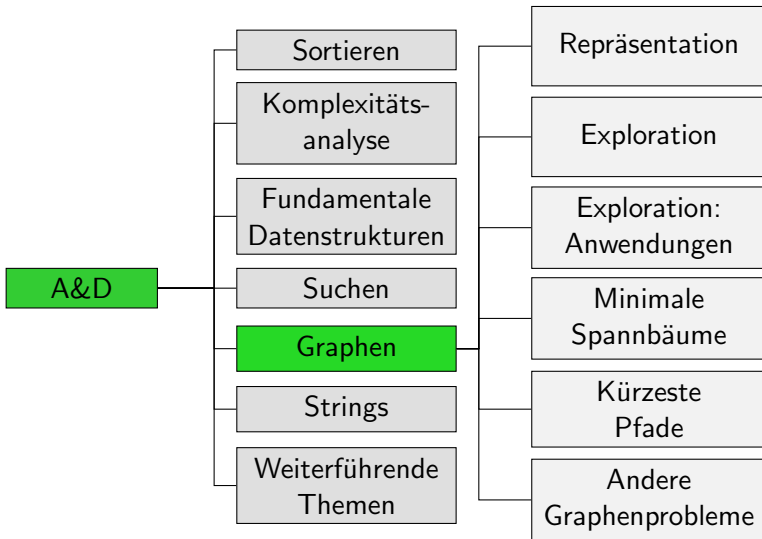 A&D
Sortieren
Komplexitäts-
analyse
Fundamentale
Datenstrukturen
Suchen
Graphen
Strings
Weiterführende
Themen
Repräsentation
Exploration
Exploration:
Anwendungen
Minimale
Spannbäume
Kürzeste
Pfade
Andere
Graphenprobleme